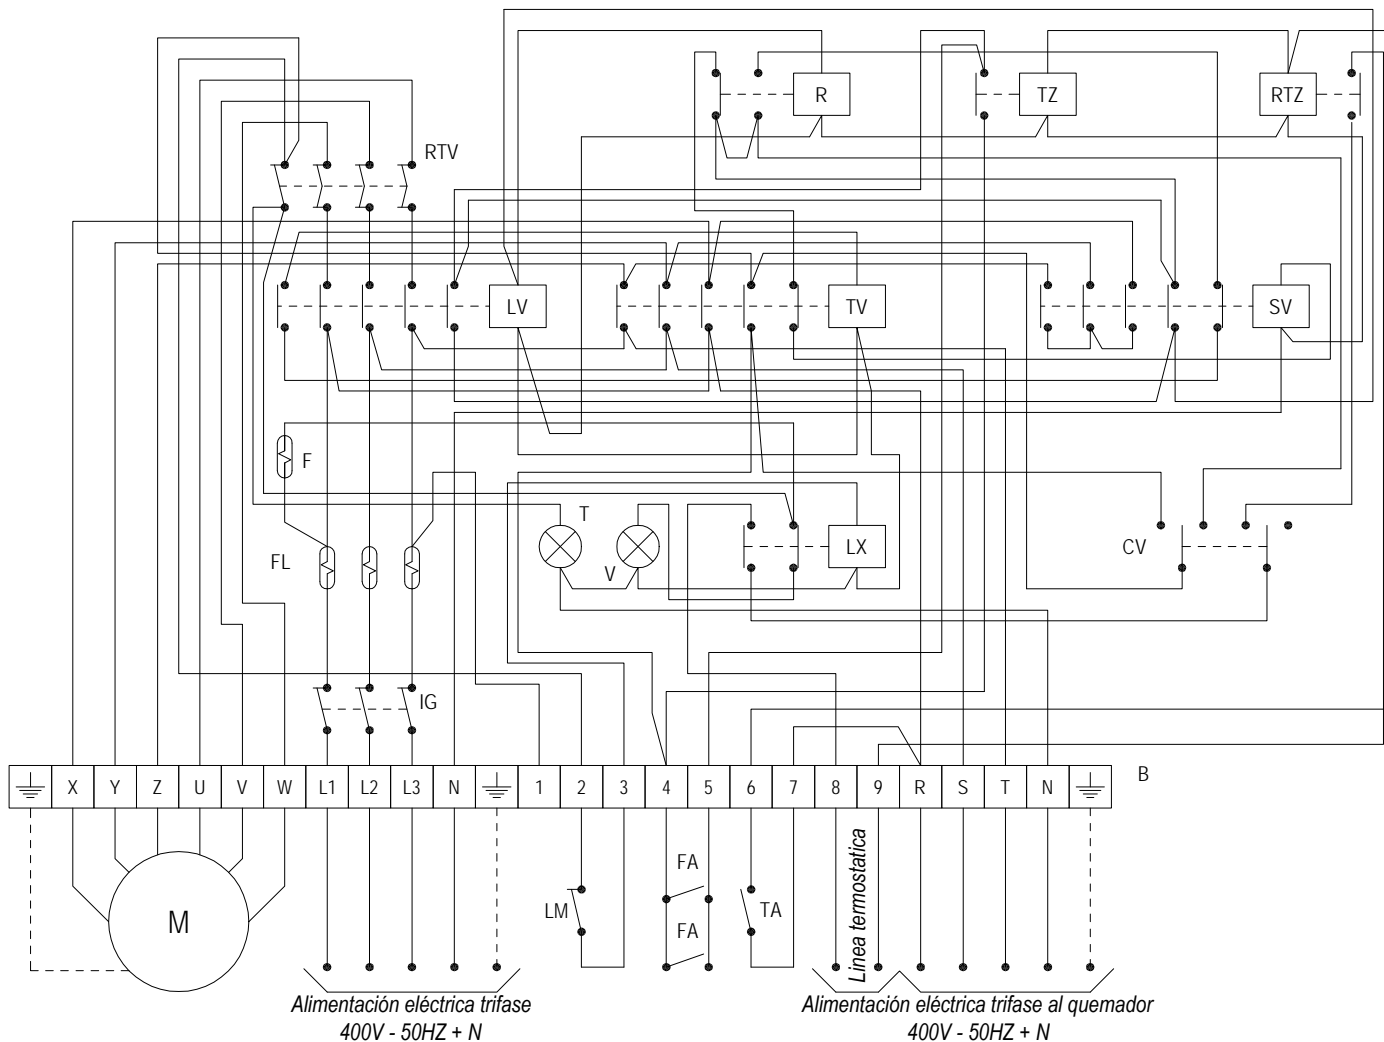 R
TZ
RTZ
RTV
LV
TV
SV
F
T
FL
V
LX
CV
IG
X Y Z U V W L1 L2 L3 N 1 2 3 4 5 6 7 8 9 R S T N
B
M
LM
FA
FA
TA
Linea termostatica
Alimentación eléctrica trifase
400V - 50HZ + N
Alimentación eléctrica trifase al quemador
400V - 50HZ + N